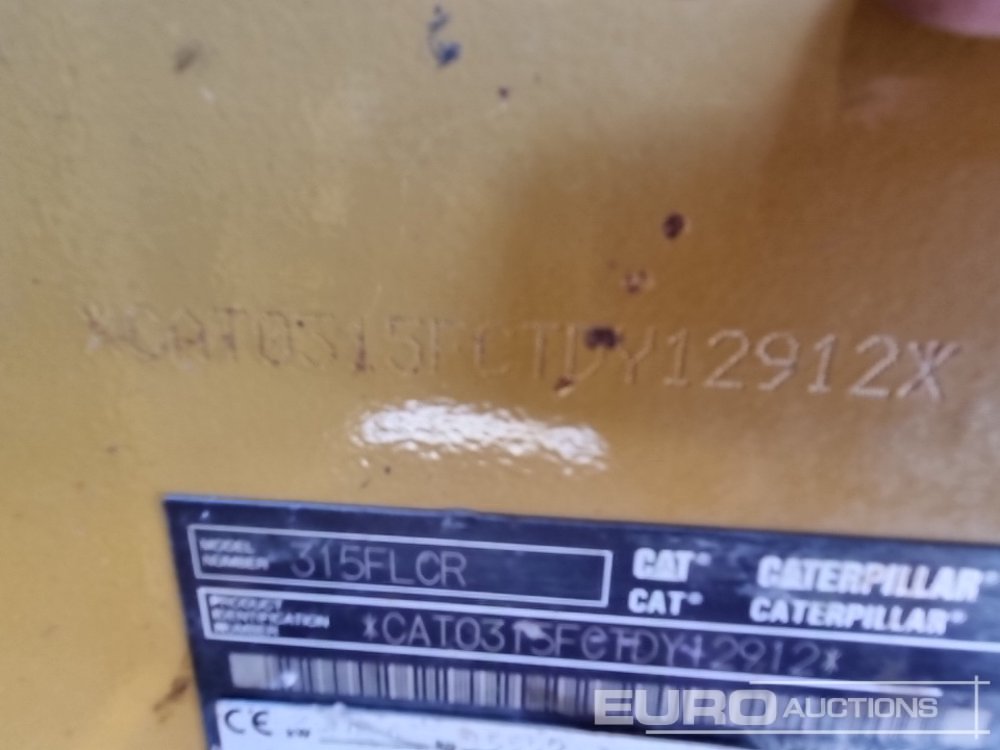 *CAT0315FCTDY12912*
MODEL NUMBER 315FLCR CAT® CATERPILLAR®
PRODUCT IDENTIFICATION NUMBER *CAT0315FCTDY12912* CAT® CATERPILLAR®
CE
EURO AUCTIONS